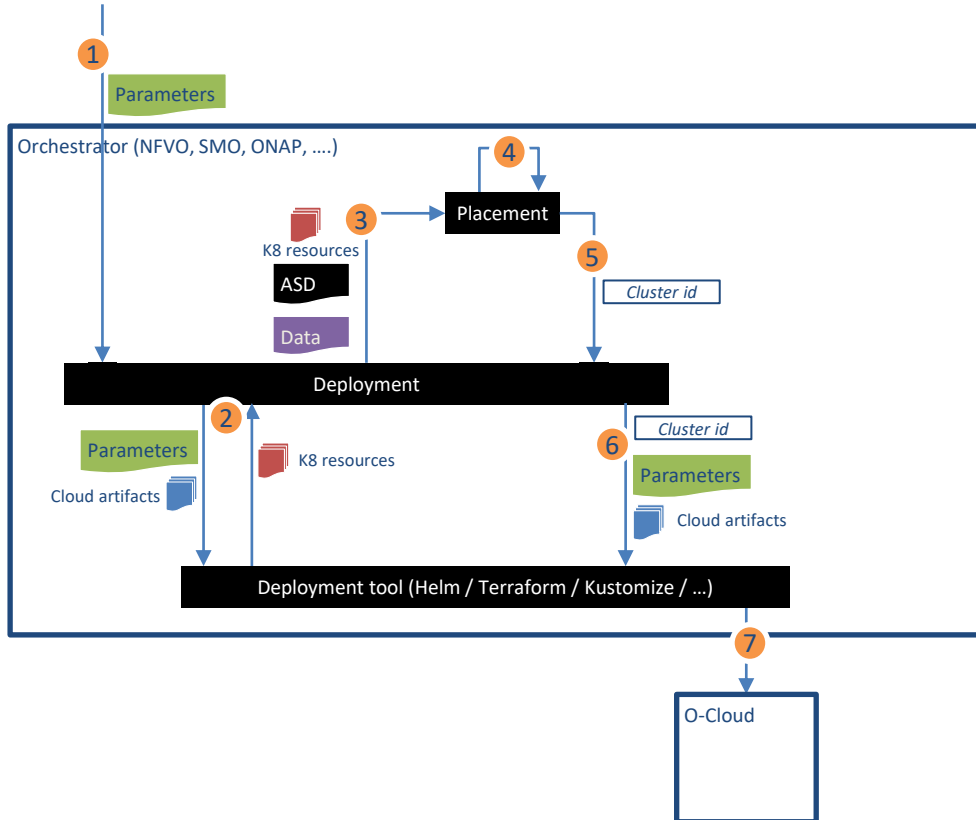 1
Parameters
Orchestrator (NFVO, SMO, ONAP, ....)
4
Placement
3
K8 resources
ASD
Data
5
Cluster id
Deployment
2
Parameters
Cloud artifacts
K8 resources
6
Cluster id
Parameters
Cloud artifacts
Deployment tool (Helm / Terraform / Kustomize / ...)
7
O-Cloud